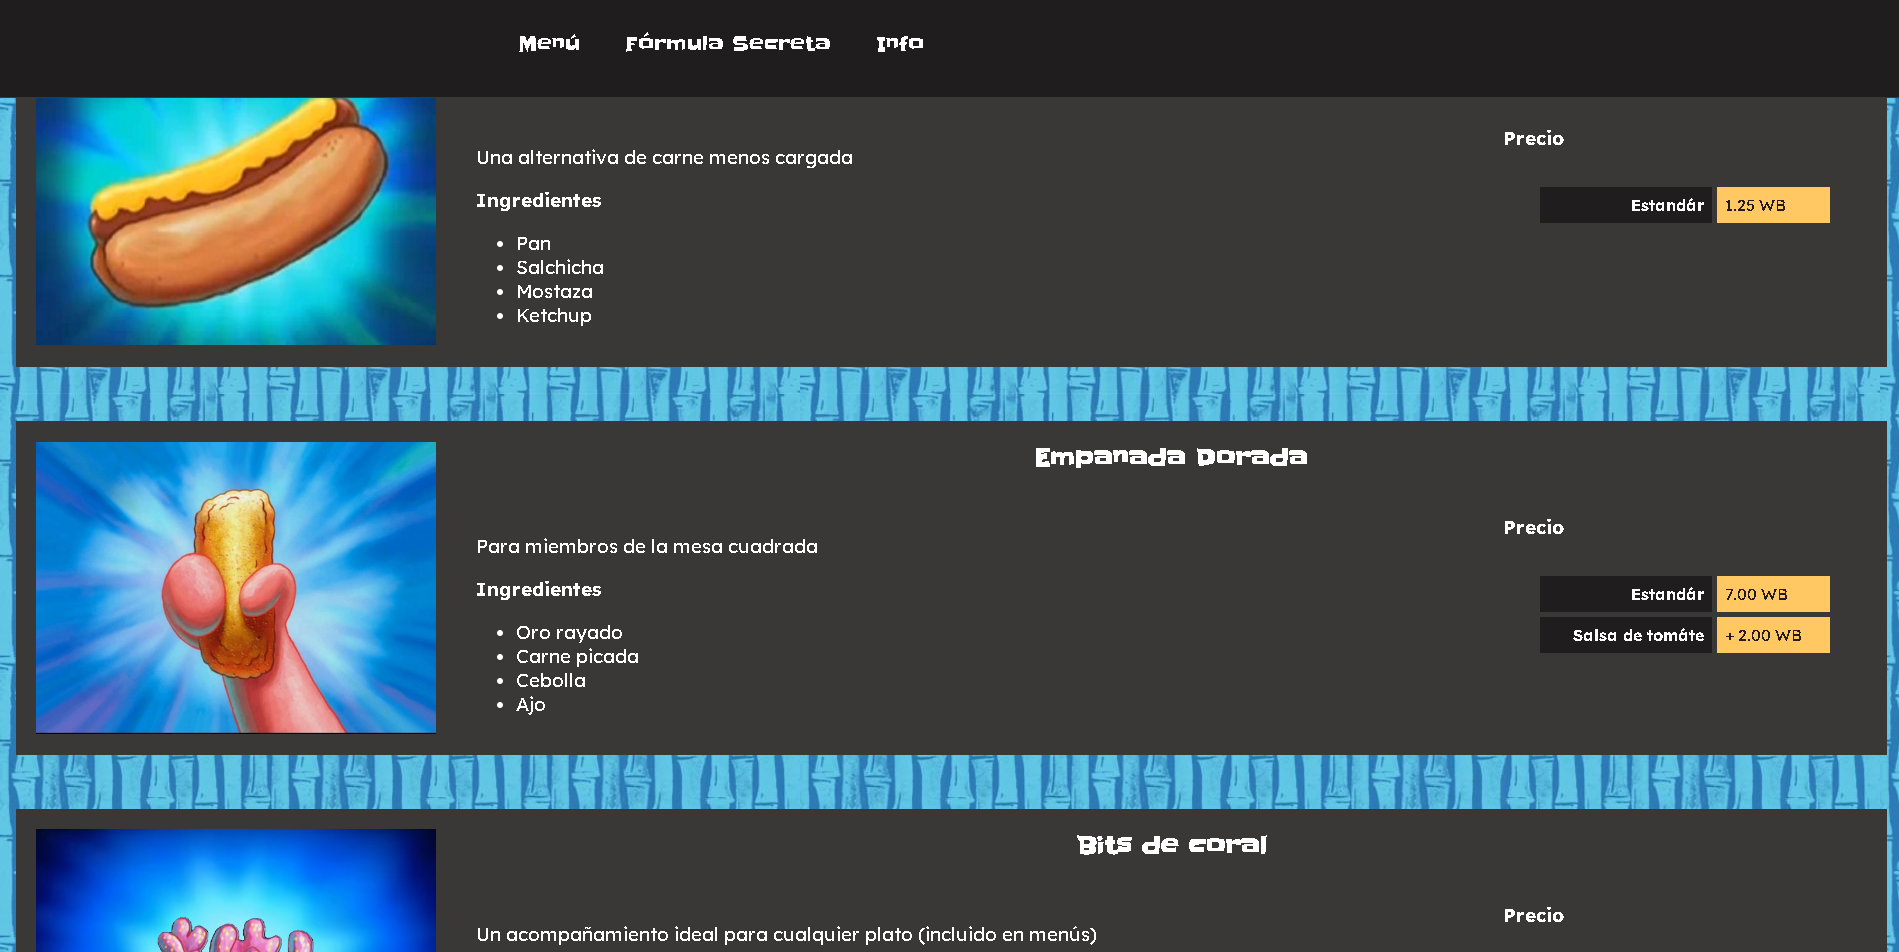 Menú Fórmula Secreta Info
Una alternativa de carne menos cargada
Ingredientes
Pan
Salchicha
Mostaza
Ketchup
Precio
Estandár 1.25 WB
Empanada Dorada
Para miembros de la mesa cuadrada
Ingredientes
Oro rayado
Carne picada
Cebolla
Ajo
Precio
Estandár 7.00 WB
Salsa de tomáte + 2.00 WB
Bits de coral
Un acompañamiento ideal para cualquier plato (incluido en menús)
Precio